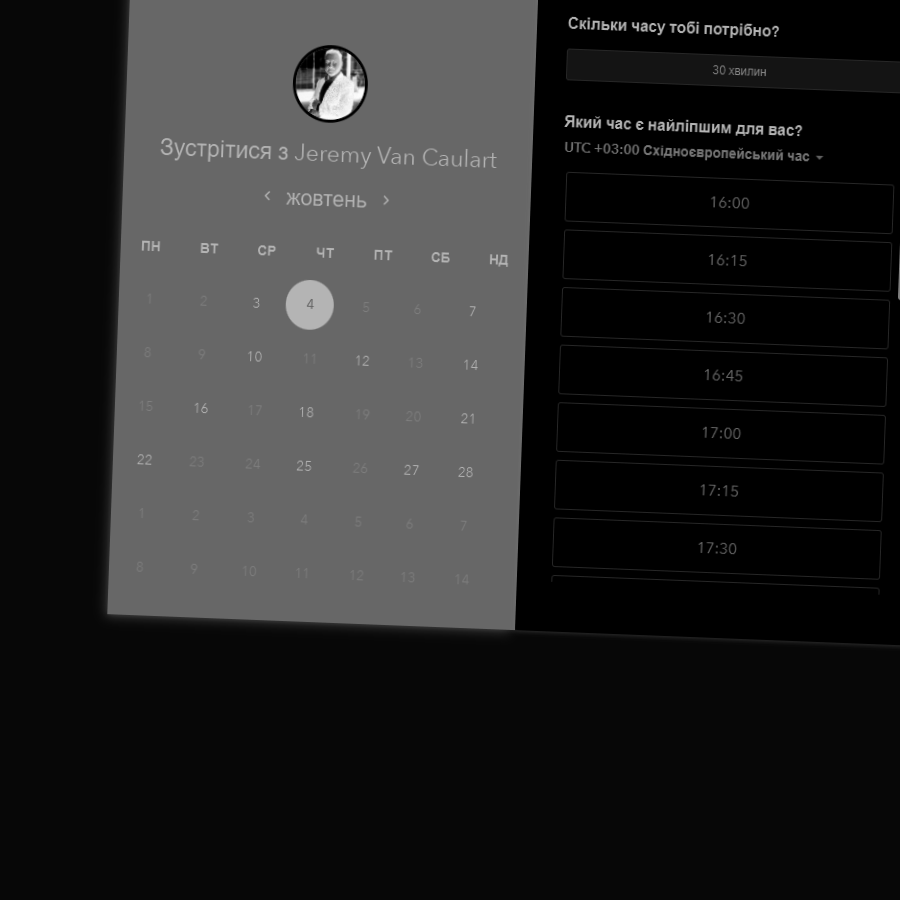 Зустрітися з Jeremy Van Caulart
‹ жовтень ›
ПН ВТ СР ЧТ ПТ СБ НД
1 2 3 4 5 6 7
8 9 10 11 12 13 14
15 16 17 18 19 20 21
22 23 24 25 26 27 28
1 2 3 4 5 6 7
8 9 10 11 12 13 14
Скільки часу тобі потрібно?
30 хвилин
Який час є найліпшим для вас?
UTC +03:00 Східноєвропейський час
16:00
16:15
16:30
16:45
17:00
17:15
17:30